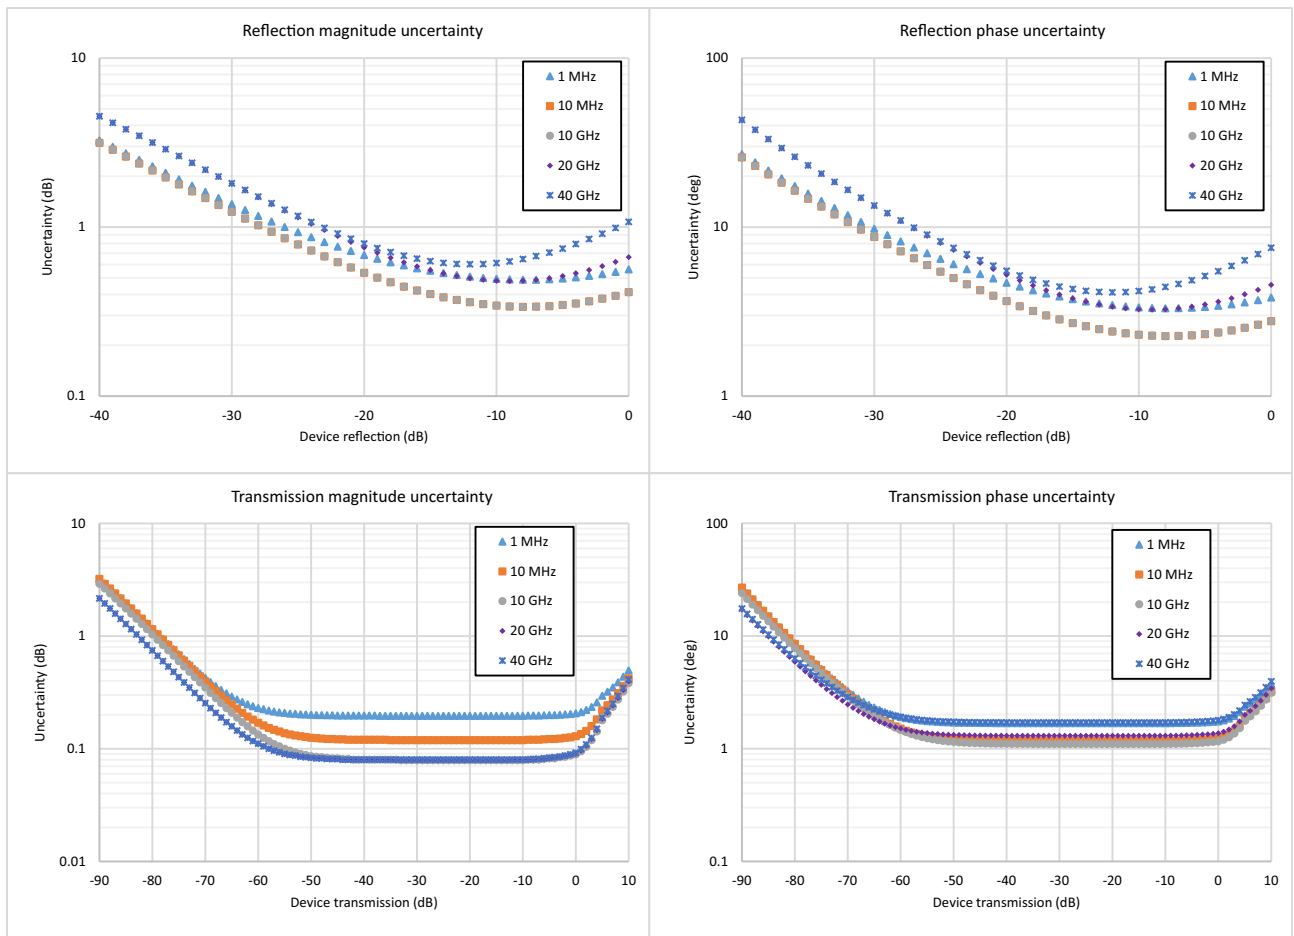 Reflection magnitude uncertainty
10
1
0.1
Uncertainty (dB)
-40 -30 -20 -10 0
Device reflection (dB)
1 MHz
10 MHz
10 GHz
20 GHz
40 GHz
Reflection phase uncertainty
100
10
1
Uncertainty (deg)
-40 -30 -20 -10 0
Device reflection (dB)
1 MHz
10 MHz
10 GHz
20 GHz
40 GHz
Transmission magnitude uncertainty
10
1
0.1
0.01
Uncertainty (dB)
-90 -80 -70 -60 -50 -40 -30 -20 -10 0 10
Device transmission (dB)
1 MHz
10 MHz
10 GHz
20 GHz
40 GHz
Transmission phase uncertainty
100
10
1
0.1
Uncertainty (deg)
-90 -80 -70 -60 -50 -40 -30 -20 -10 0 10
Device transmission (dB)
1 MHz
10 MHz
10 GHz
20 GHz
40 GHz